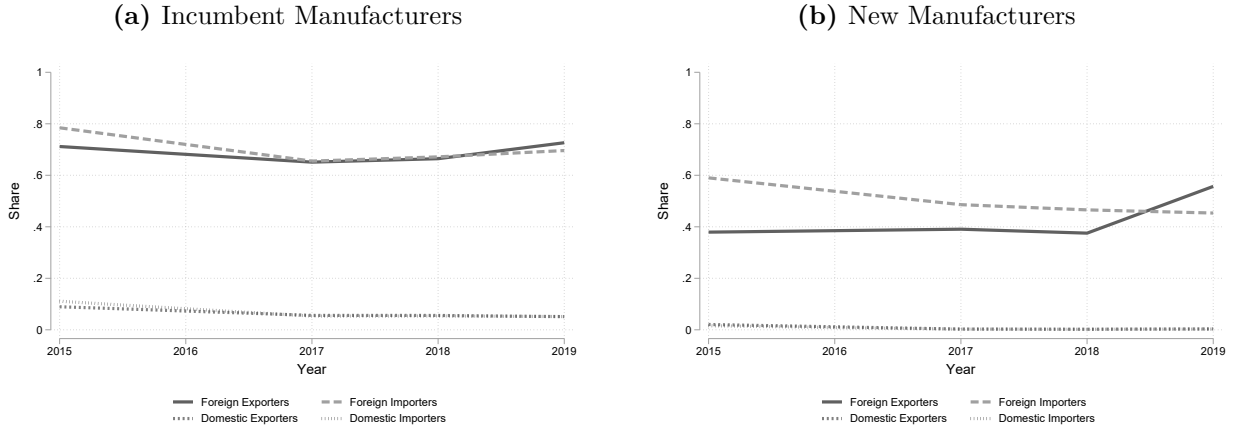 (a) Incumbent Manufacturers
1
.8
.6
.4
.2
0
Share
2015 2016 2017 2018 2019
Year
Foreign Exporters Foreign Importers
Domestic Exporters Domestic Importers
(b) New Manufacturers
1
.8
.6
.4
.2
0
Share
2015 2016 2017 2018 2019
Year
Foreign Exporters Foreign Importers
Domestic Exporters Domestic Importers